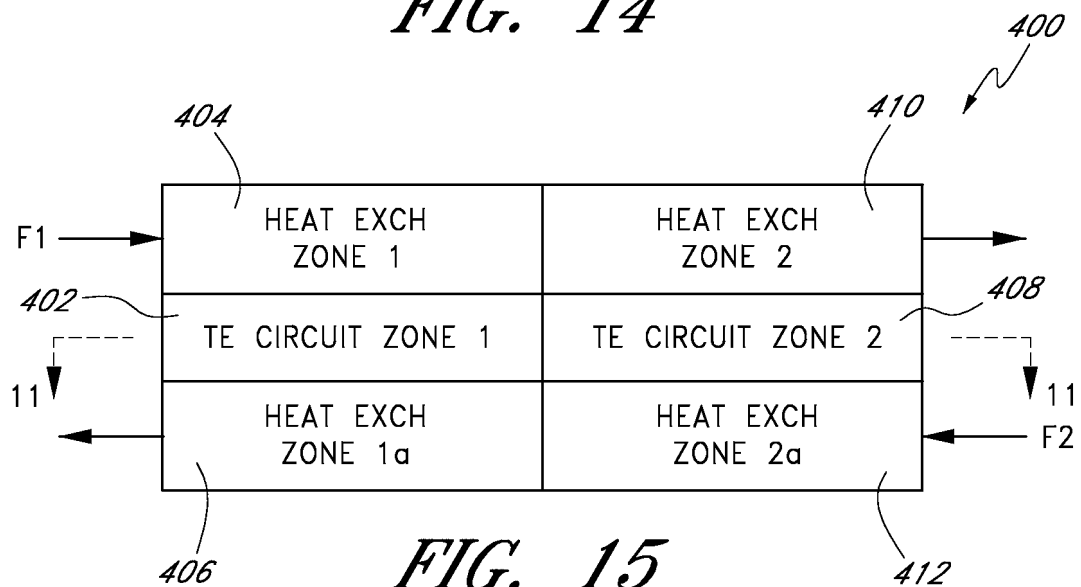 FIG. 14
400
404
410
HEAT EXCH
ZONE 1
HEAT EXCH
ZONE 2
F1
402
408
TE CIRCUIT ZONE 1
TE CIRCUIT ZONE 2
11
11
HEAT EXCH
ZONE 1a
HEAT EXCH
ZONE 2a
F2
406
FIG. 15
412